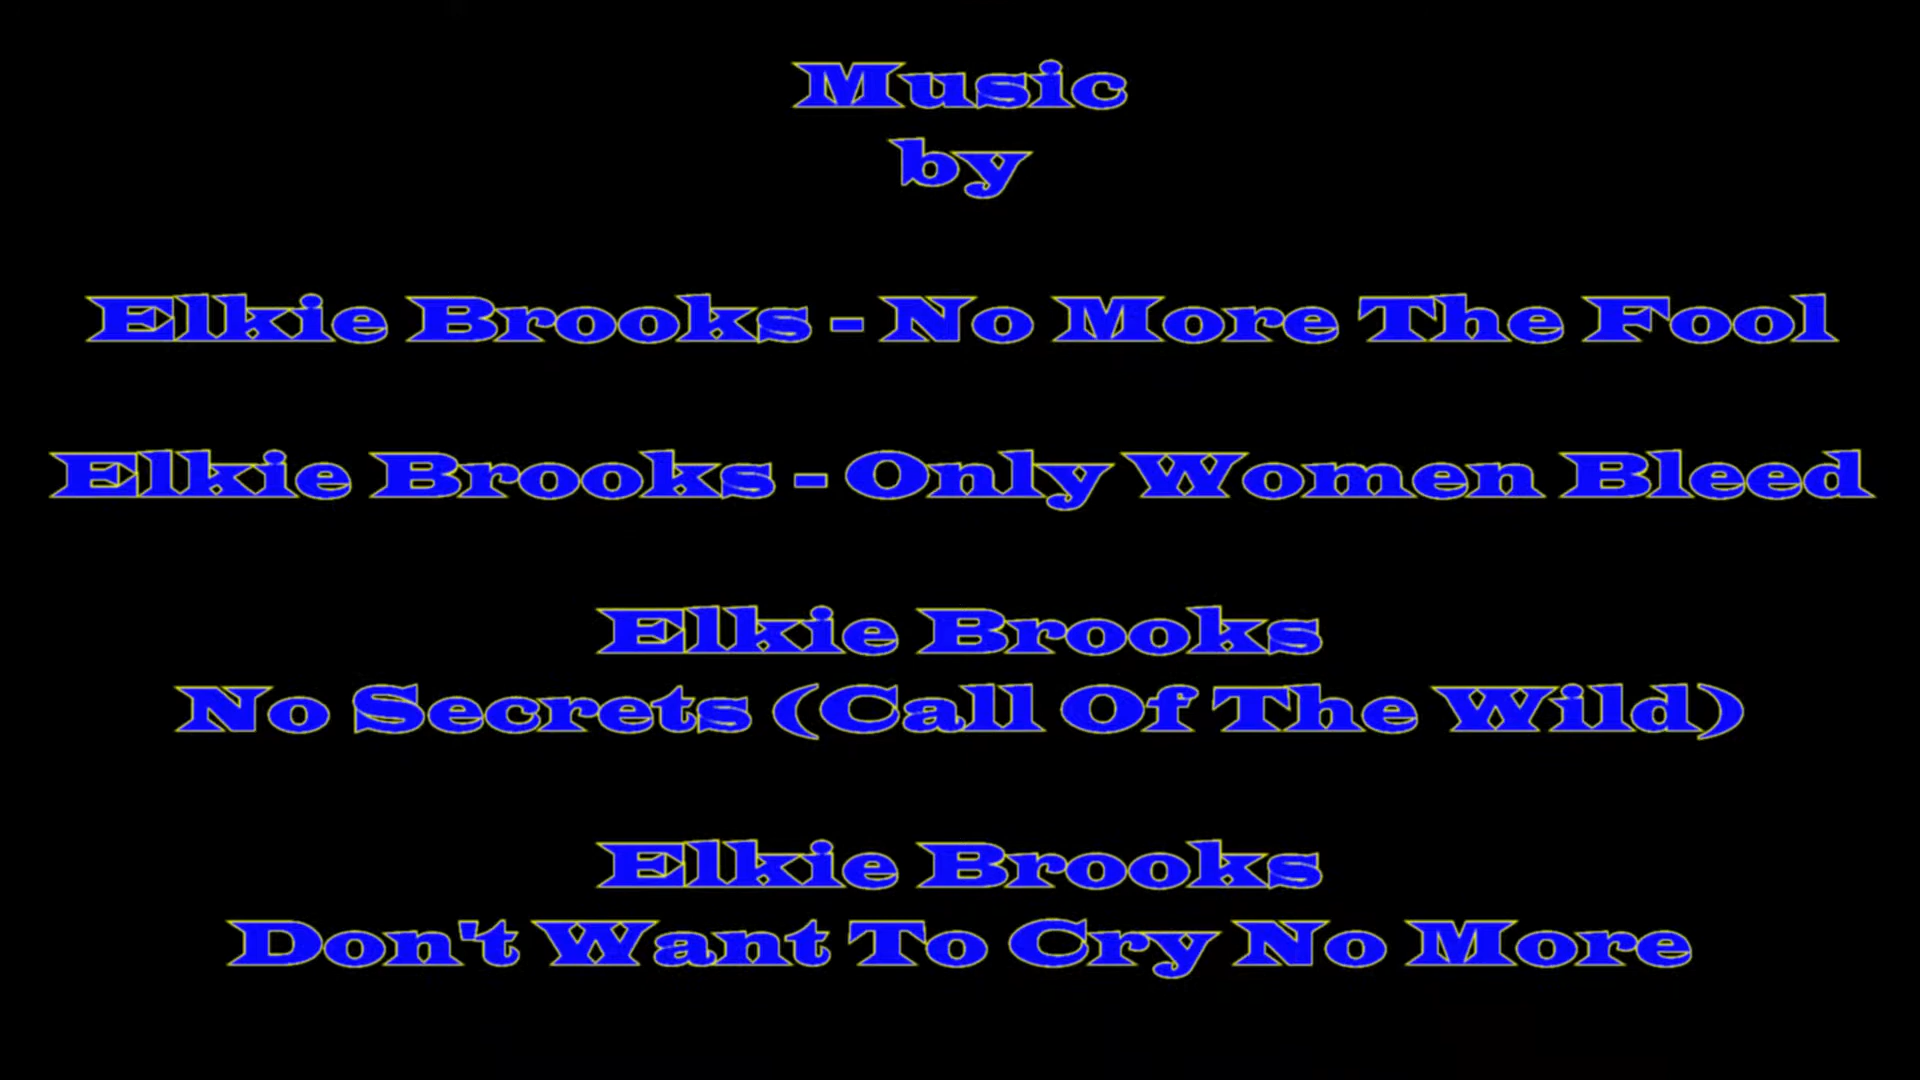 Music
by
Elkie Brooks - No More The Fool
Elkie Brooks - Only Women Bleed
Elkie Brooks
No Secrets (Call Of The Wild)
Elkie Brooks
Don't Want To Cry No More